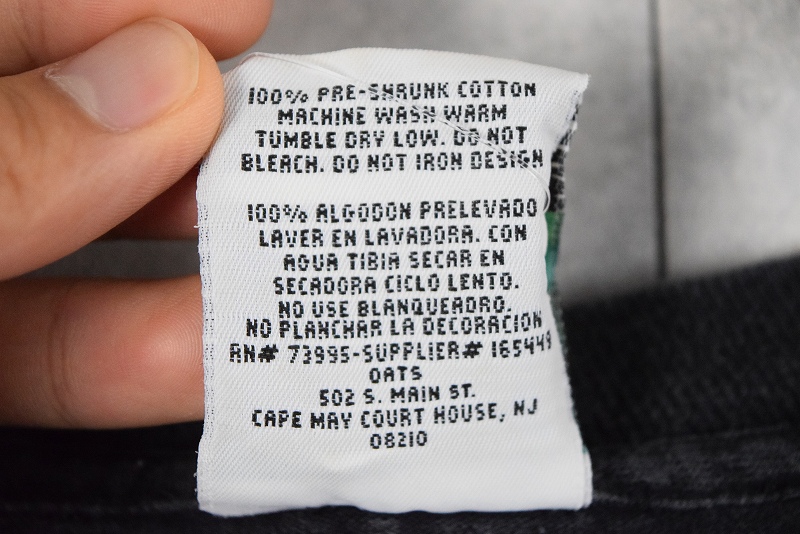 100% PRE-SHRUNK COTTON
MACHINE WASH WARM
TUMBLE DRY LOW. DO NOT
BLEACH. DO NOT IRON DESIGN
100% ALGODON PRELEVADO
LAVER EN LAVADORA. CON
AGUA TIBIA SECAR EN
SECADORA CICLO LENTO.
NO USE BLANQUEADRO.
NO PLANCHAR LA DECORACION
RN# 73995-SUPPLIER# 165449
OATS
502 S. MAIN ST.
CAPE MAY COURT HOUSE, NJ
08210